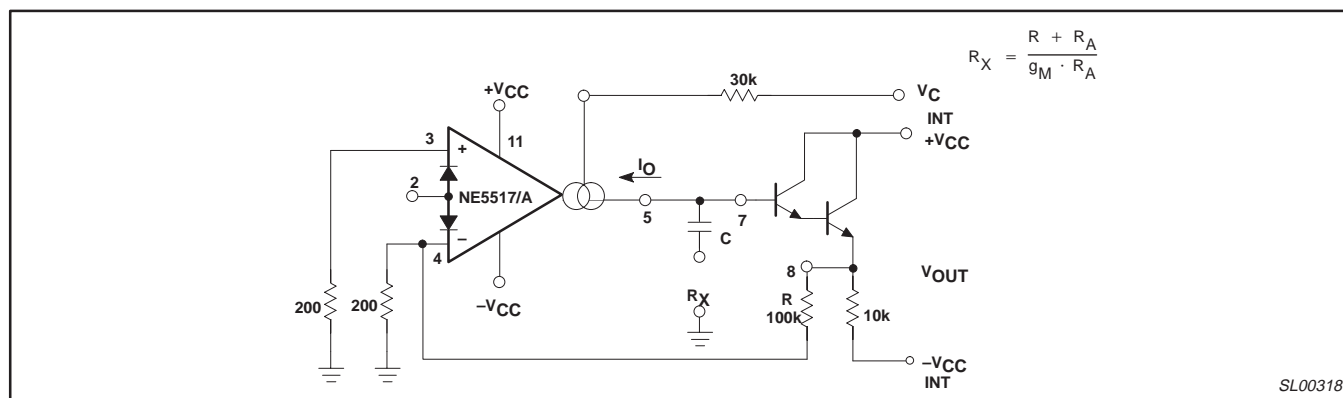 R_X = (R + R_A) / (g_M · R_A)
30k
V_C
+V_CC
INT
+V_CC
3
11
+
I_O
2
NE5517/A
5
7
C
–
4
8
V_OUT
–V_CC
R_X
R
100k
10k
200
200
–V_CC
INT
SL00318